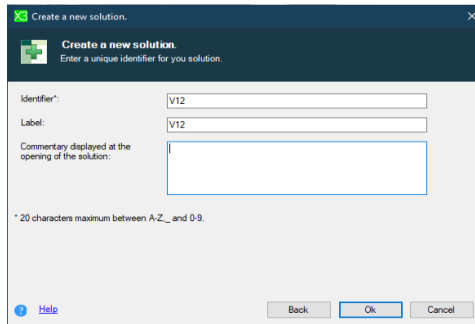 X3 Create a new solution.
Create a new solution.
Enter a unique identifier for you solution.
Identifier*:
V12
Label:
V12
Commentary displayed at the
opening of the solution:
* 20 characters maximum between A-Z,_ and 0-9.
? Help
Back
Ok
Cancel